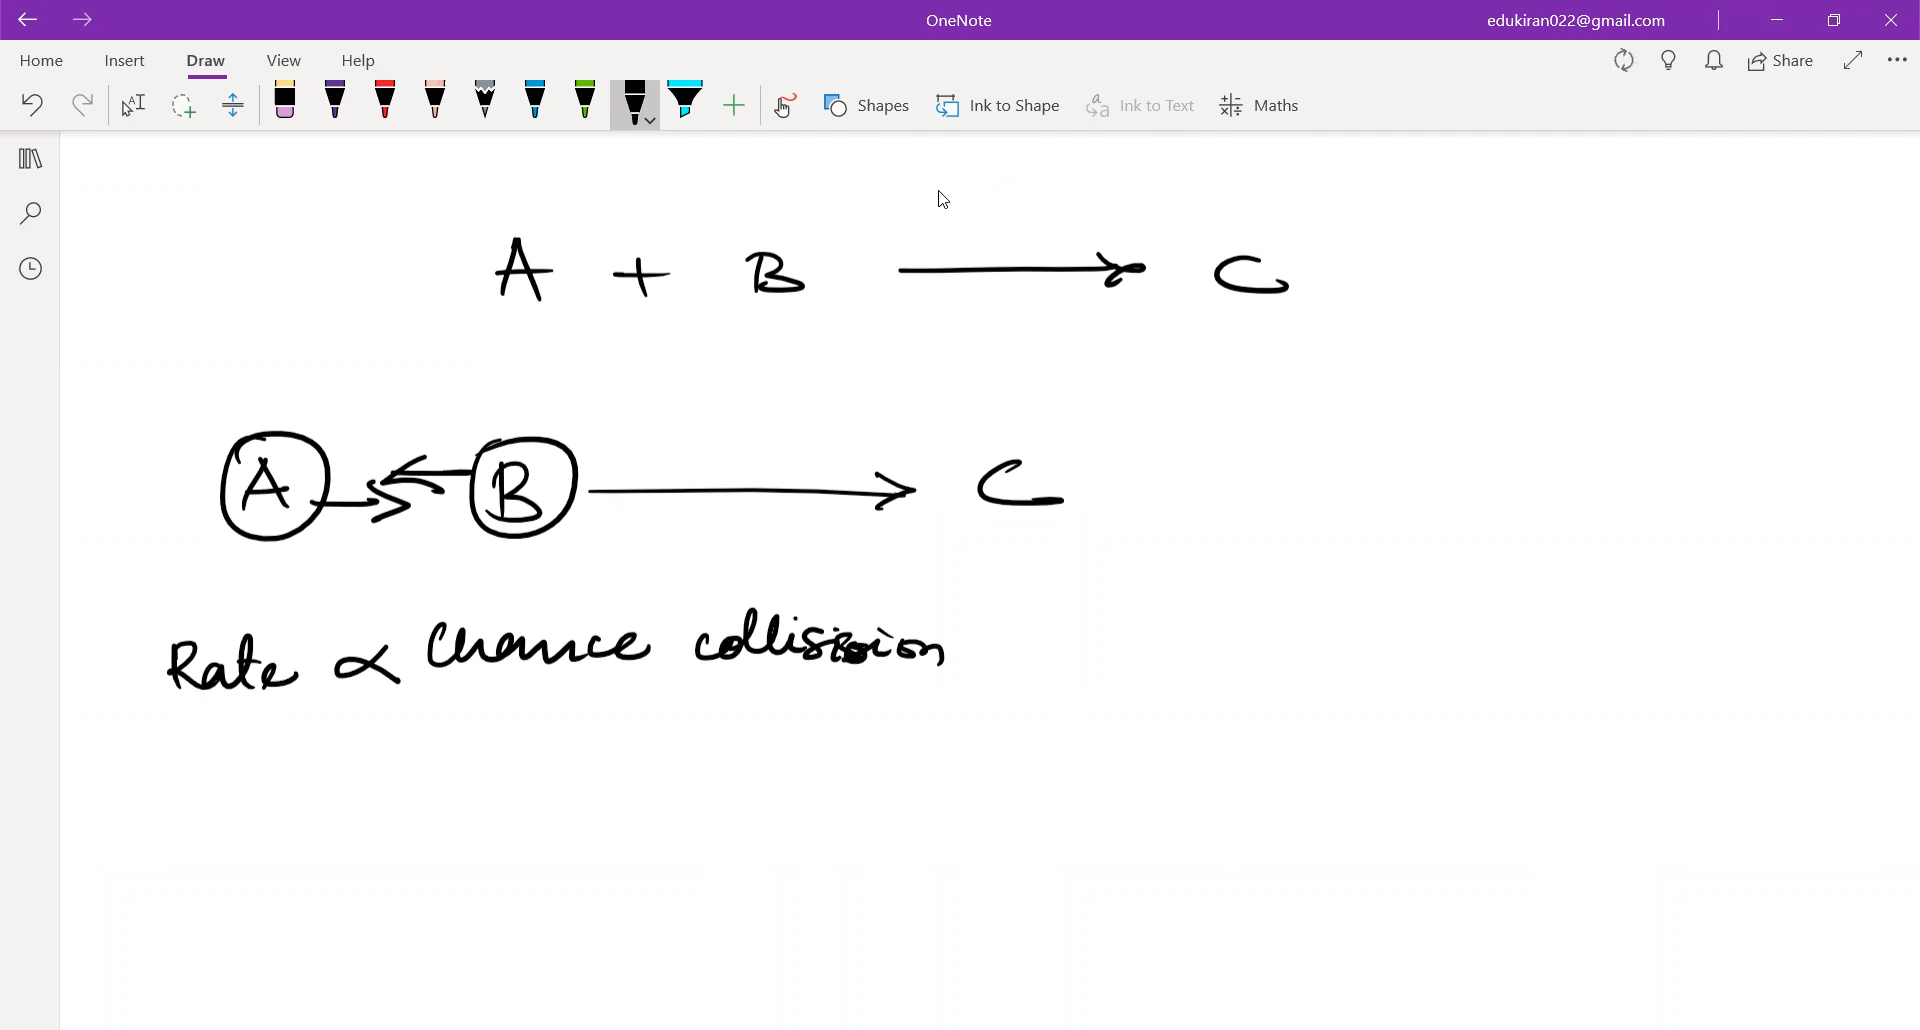 OneNote
edukiran022@gmail.com
Home Insert Draw View Help
Share
Shapes Ink to Shape Ink to Text Maths
A + B → C
A B → C
Rate ∝ Chance collision